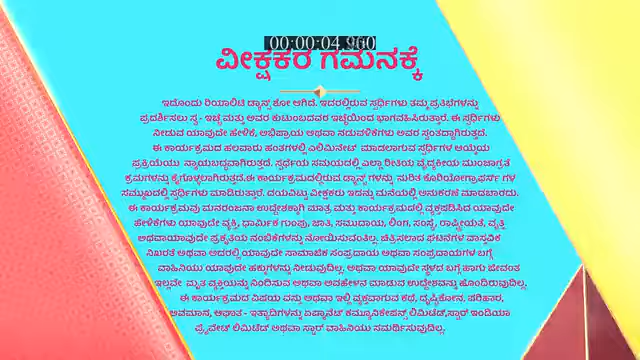 00:00:04 960
ವೀಕ್ಷಕರ ಗಮನಕ್ಕೆ
ಇದೊಂದು ರಿಯಾಲಿಟಿ ಡ್ಯಾನ್ಸ್ ಶೋ ಆಗಿದೆ. ಇದರಲ್ಲಿರುವ ಸ್ಪರ್ಧಿಗಳು ತಮ್ಮ ಪ್ರತಿಭೆಗಳನ್ನು
ಪ್ರದರ್ಶಿಸಲು ಸ್ವ- ಇಚ್ಛೆ ಮತ್ತು ಅವರ ಕುಟುಂಬದವರ ಇಚ್ಛೆಯಿಂದ ಭಾಗವಹಿಸಿರುತ್ತಾರೆ. ಈ ಸ್ಪರ್ಧಿಗಳು
ನೀಡುವ ಯಾವುದೇ ಹೇಳಿಕೆ, ಅಭಿಪ್ರಾಯ ಅಥವಾ ನಡುವಳಿಕೆಗಳು ಅವರ ಸ್ವಂತದ್ದಾಗಿರುತ್ತದೆ.
ಈ ಕಾರ್ಯಕ್ರಮದ ಹಲವಾರು ಹಂತಗಳಲ್ಲಿ ಎಲಿಮಿನೇಟ್ ಮಾಡಲಾಗುವ ಸ್ಪರ್ಧಿಗಳ ಆಯ್ಕೆಯ
ಪ್ರಕ್ರಿಯೆಯು ನ್ಯಾಯಬದ್ಧವಾಗಿರುತ್ತದೆ. ಸ್ಪರ್ಧೆಯ ಸಮಯದಲ್ಲಿ ಎಲ್ಲಾ ರೀತಿಯ ವೈದ್ಯಕೀಯ ಮುಂಜಾಗ್ರತೆ
ಕ್ರಮಗಳನ್ನು ಕೈಗೊಳ್ಳಲಾಗಿರುತ್ತದೆ.ಈ ಕಾರ್ಯಕ್ರಮದಲ್ಲಿರುವ ಡ್ಯಾನ್ಸ್ ಗಳನ್ನು ನುರಿತ ಕೊರಿಯೋಗ್ರಾಫರ್ಸ್ ಗಳ
ಸಮ್ಮುಖದಲ್ಲಿ ಸ್ಪರ್ಧಿಗಳು ಮಾಡಿರುತ್ತಾರೆ. ದಯವಿಟ್ಟು ವೀಕ್ಷಕರು ಇದನ್ನು ಮನೆಯಲ್ಲಿ ಅನುಕರಣೆ ಮಾಡಬಾರದು.
ಈ ಕಾರ್ಯಕ್ರಮವು ಮನರಂಜನಾ ಉದ್ದೇಶಕ್ಕಾಗಿ ಮಾತ್ರ ಮತ್ತು ಕಾರ್ಯಕ್ರಮದಲ್ಲಿ ವ್ಯಕ್ತಪಡಿಸಿದ ಯಾವುದೇ
ಹೇಳಿಕೆಗಳು ಯಾವುದೇ ವ್ಯಕ್ತಿ, ಧಾರ್ಮಿಕ ಗುಂಪು, ಜಾತಿ, ಸಮುದಾಯ, ಲಿಂಗ, ಸಂಸ್ಥೆ, ರಾಷ್ಟ್ರೀಯತೆ, ವೃತ್ತಿ
ಅಥವಾಯಾವುದೇ ಪ್ರಕೃತಿಯ ನಂಬಿಕೆಗಳನ್ನು ನೋಯಿಸುವಂತಿಲ್ಲ. ಚಿತ್ರಿಸಲಾದ ಘಟನೆಗಳ ವಾಸ್ತವಿಕ
ನಿಖರತೆ ಅಥವಾ ಅದರಲ್ಲಿ ಯಾವುದೇ ಸಾಮಾಜಿಕ ಸಂಪ್ರದಾಯ ಅಥವಾ ಸಂಪ್ರದಾಯಗಳ ಬಗ್ಗೆ
ವಾಹಿನಿಯು ಯಾವುದೇ ಹಕ್ಕುಗಳನ್ನು ನೀಡುವುದಿಲ್ಲ. ಅಥವಾ ಯಾವುದೇ ಸ್ಥಳದ ಬಗ್ಗೆ ಹಾಗು ಜೀವಂತ
ಇಲ್ಲವೇ ಮೃತ ವ್ಯಕ್ತಿಯನ್ನು ನಿಂದಿಸುವ ಅಥವಾ ಅವಹೇಳನ ಮಾಡುವ ಉದ್ದೇಶವನ್ನು ಹೊಂದಿರುವುದಿಲ್ಲ.
ಈ ಕಾರ್ಯಕ್ರಮದ ವಿಷಯ ವಸ್ತು ಅಥವಾ ಇಲ್ಲಿ ವ್ಯಕ್ತವಾಗುವ ಕಥೆ, ದೃಷ್ಟಿಕೋನ, ಪರಿಹಾರ,
ಅವಮಾನ, ಆಘಾತ - ಇತ್ಯಾದಿಗಳನ್ನು ಏಷ್ಯಾನೆಟ್ ಕಮ್ಯೂನಿಕೇಷನ್ಸ್ ಲಿಮಿಟೆಡ್,ಸ್ಟಾರ್ ಇಂಡಿಯಾ
ಪ್ರೈವೇಟ್ ಲಿಮಿಟೆಡ್ ಅಥವಾ ಸ್ಟಾರ್ ವಾಹಿನಿಯು ಸಮರ್ಥಿಸುವುದಿಲ್ಲ.